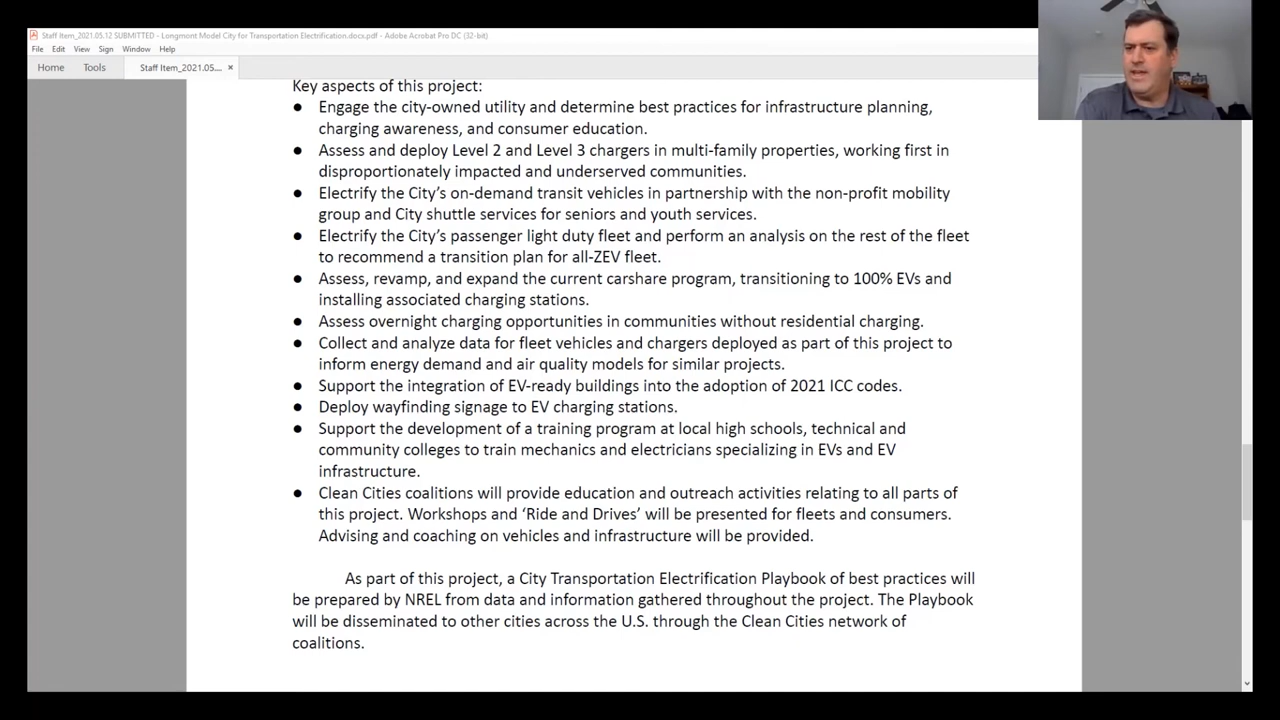 Staff Item_2021.05.12 SUBMITTED - Longmont Model City for Transportation Electrification.docs.pdf - Adobe Acrobat Pro DC (32-bit)
File Edit View Sign Window Help
Home Tools Staff Item_2021.05.... ×
Key aspects of this project:
● Engage the city-owned utility and determine best practices for infrastructure planning,
charging awareness, and consumer education.
● Assess and deploy Level 2 and Level 3 chargers in multi-family properties, working first in
disproportionately impacted and underserved communities.
● Electrify the City's on-demand transit vehicles in partnership with the non-profit mobility
group and City shuttle services for seniors and youth services.
● Electrify the City's passenger light duty fleet and perform an analysis on the rest of the fleet
to recommend a transition plan for all-ZEV fleet.
● Assess, revamp, and expand the current carshare program, transitioning to 100% EVs and
installing associated charging stations.
● Assess overnight charging opportunities in communities without residential charging.
● Collect and analyze data for fleet vehicles and chargers deployed as part of this project to
inform energy demand and air quality models for similar projects.
● Support the integration of EV-ready buildings into the adoption of 2021 ICC codes.
● Deploy wayfinding signage to EV charging stations.
● Support the development of a training program at local high schools, technical and
community colleges to train mechanics and electricians specializing in EVs and EV
infrastructure.
● Clean Cities coalitions will provide education and outreach activities relating to all parts of
this project. Workshops and 'Ride and Drives' will be presented for fleets and consumers.
Advising and coaching on vehicles and infrastructure will be provided.
As part of this project, a City Transportation Electrification Playbook of best practices will
be prepared by NREL from data and information gathered throughout the project. The Playbook
will be disseminated to other cities across the U.S. through the Clean Cities network of
coalitions.